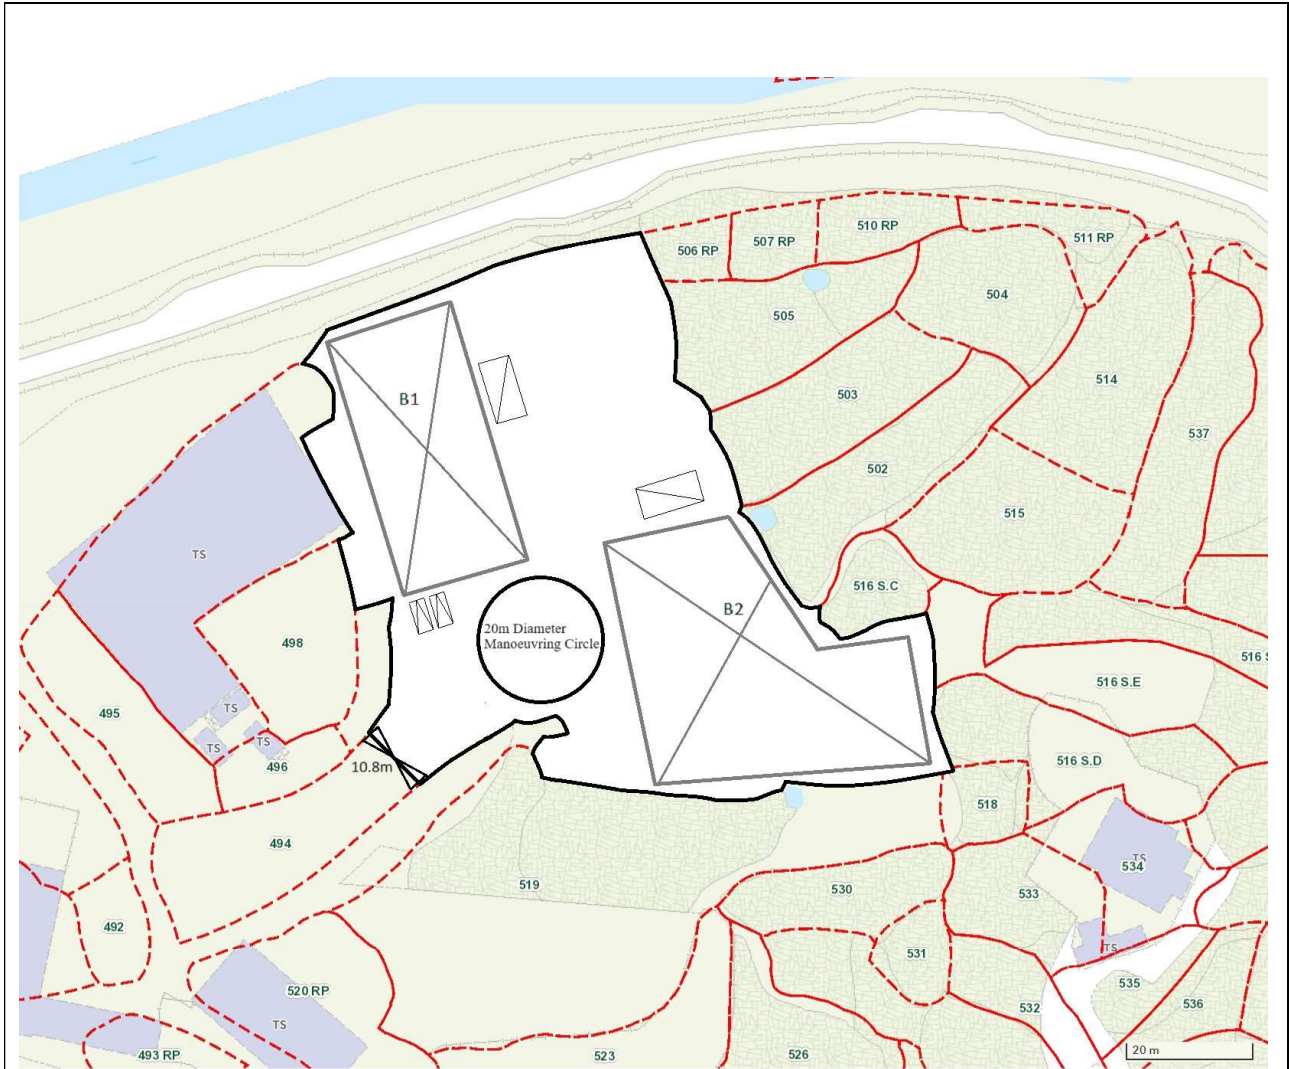 506 RP
507 RP
510 RP
511 RP
505
504
503
514
502
537
515
B1
TS
516 S.C
B2
20m Diameter
Manoeuvring Circle
498
495
TS
TS
TS
496
10.8m
516 S.E
516 S.D
494
518
TS
534
519
530
533
492
531
TS
535
536
532
520 RP
TS
493 RP
523
526
20 m